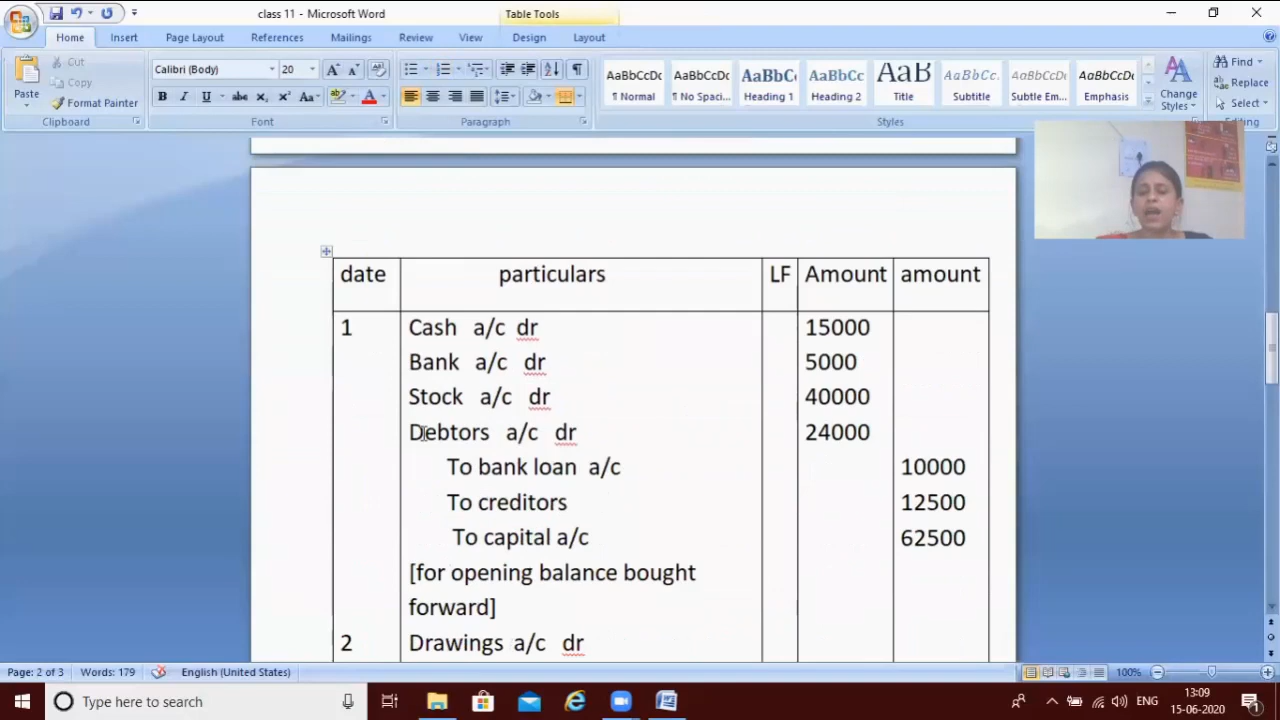 class 11 - Microsoft Word
Table Tools
Home Insert Page Layout References Mailings Review View Design Layout
Paste
Cut
Copy
Format Painter
Clipboard
Calibri (Body) 20
Font
Paragraph
AaBbCcDc AaBbCcDc AaBbC AaBbCc AaB AaBbCc. AaBbCcDc AaBbCcDc
¶ Normal ¶ No Spaci... Heading 1 Heading 2 Title Subtitle Subtle Em... Emphasis
Change Styles
Styles
Find
Replace
Select
Editing
date particulars LF Amount amount
1 Cash a/c dr 15000
Bank a/c dr 5000
Stock a/c dr 40000
Debtors a/c dr 24000
To bank loan a/c 10000
To creditors 12500
To capital a/c 62500
[for opening balance bought
forward]
2 Drawings a/c dr
Page: 2 of 3 Words: 179 English (United States) 100%
Type here to search
ENG
13:09
15-06-2020